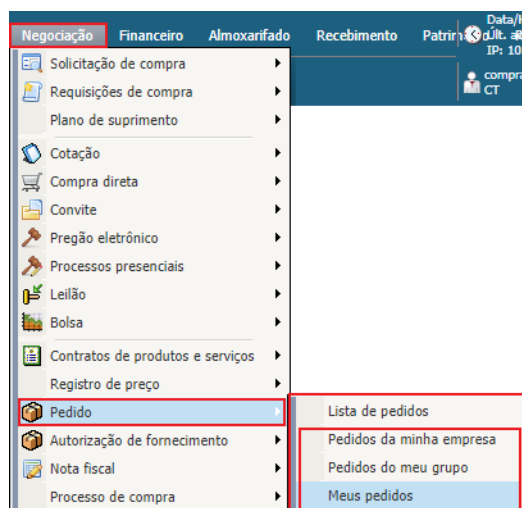 Negociação Financeiro Almoxarifado Recebimento
Data/
Últ.
IP: 10
compra
CT
Solicitação de compra
Requisições de compra
Plano de suprimento
Cotação
Compra direta
Convite
Pregão eletrônico
Processos presenciais
Leilão
Bolsa
Contratos de produtos e serviços
Registro de preço
Pedido
Lista de pedidos
Autorização de fornecimento
Pedidos da minha empresa
Nota fiscal
Pedidos do meu grupo
Processo de compra
Meus pedidos